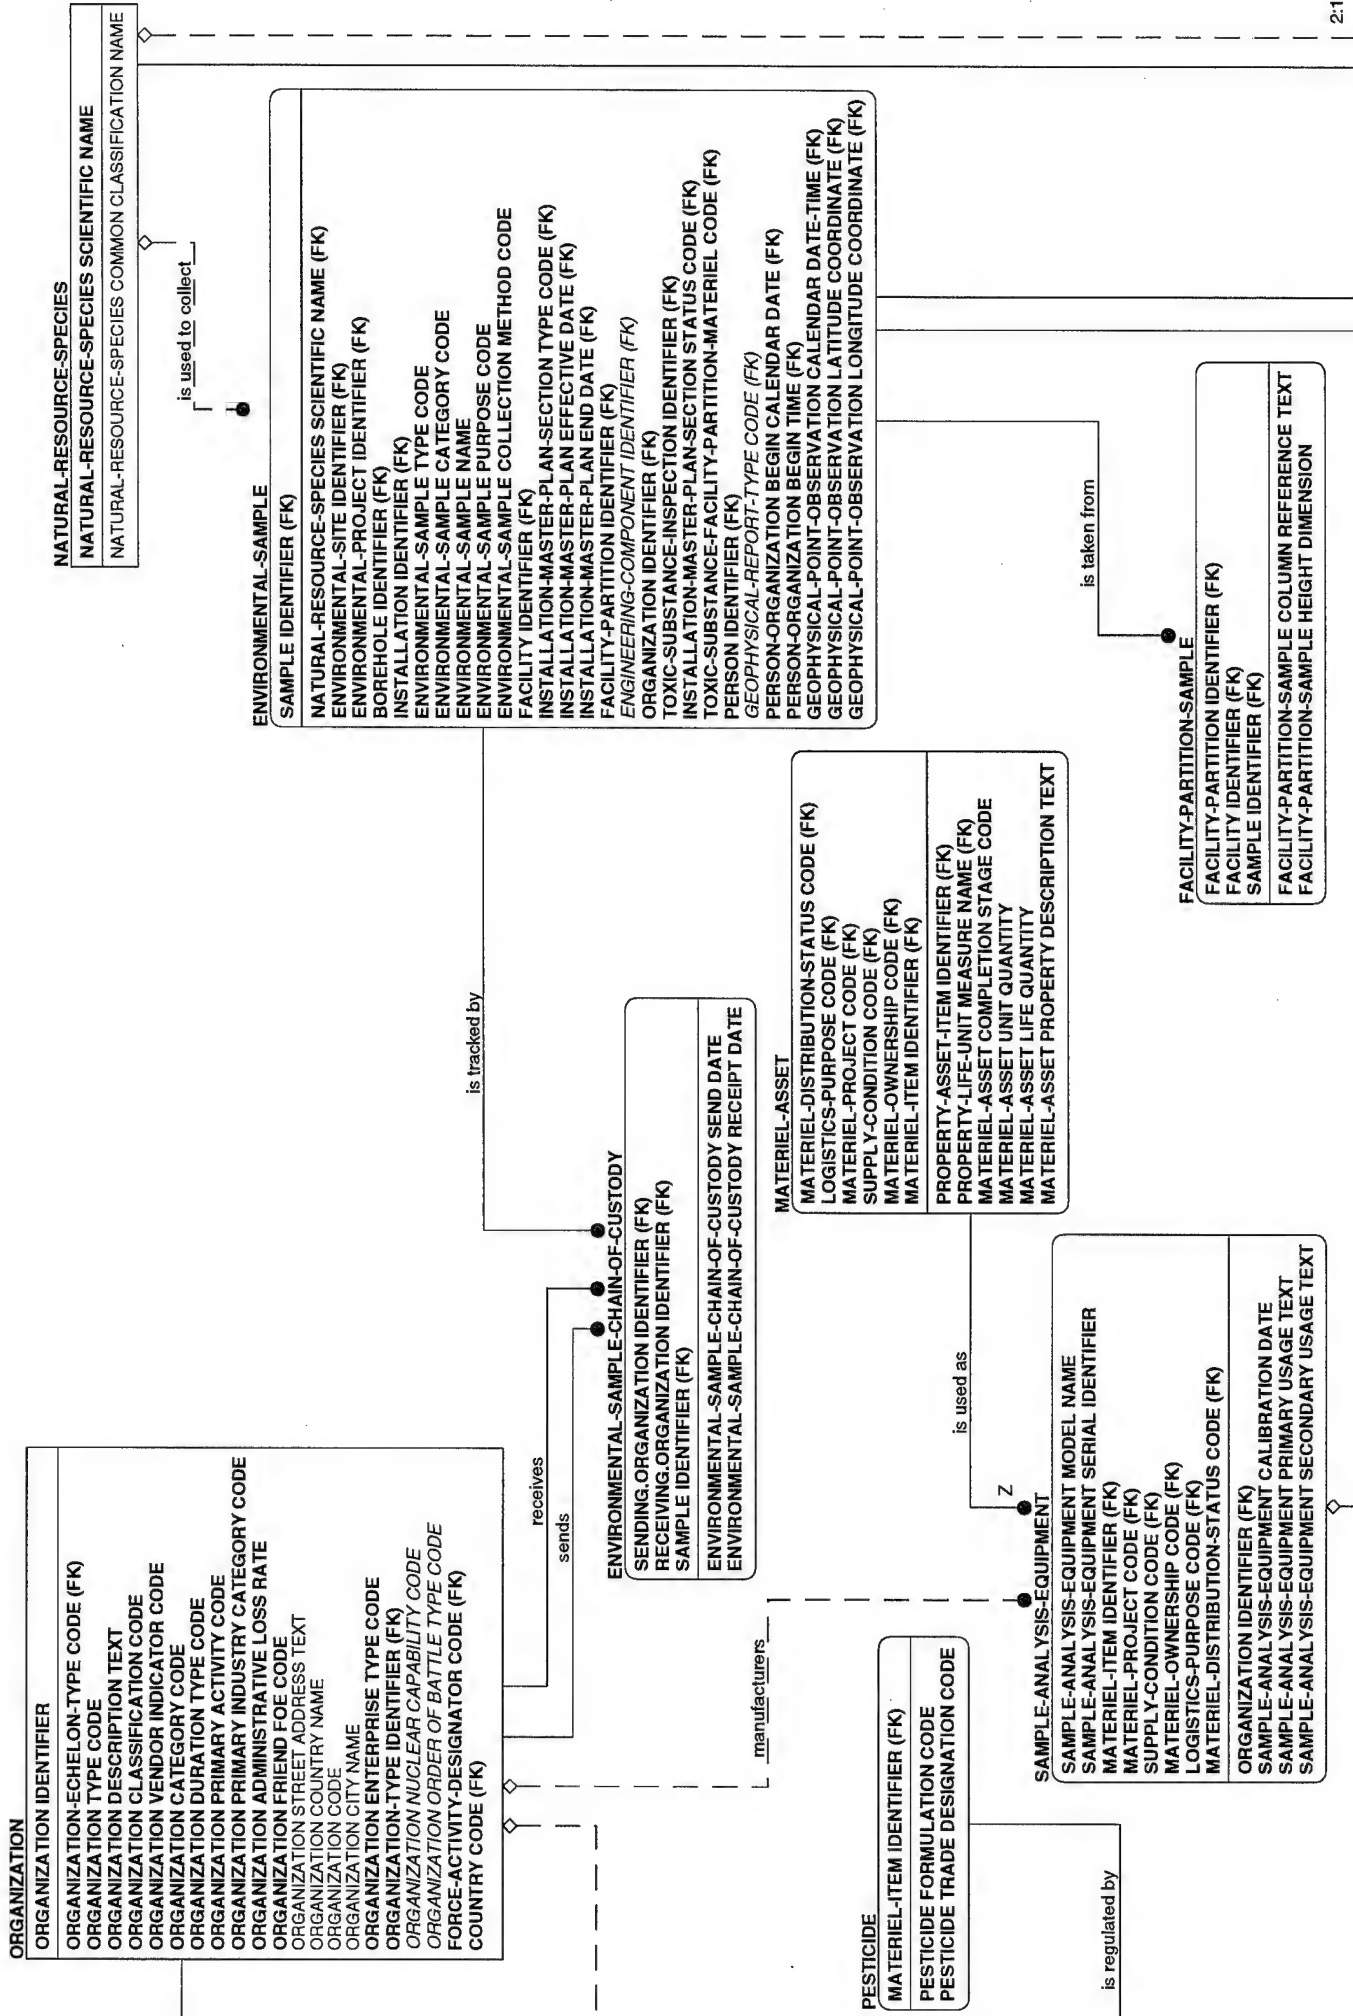 ORGANIZATION
ORGANIZATION IDENTIFIER
ORGANIZATION-ECHELON-TYPE CODE (FK)
ORGANIZATION TYPE CODE
ORGANIZATION DESCRIPTION TEXT
ORGANIZATION CLASSIFICATION CODE
ORGANIZATION VENDOR INDICATOR CODE
ORGANIZATION CATEGORY CODE
ORGANIZATION DURATION TYPE CODE
ORGANIZATION PRIMARY ACTIVITY CODE
ORGANIZATION PRIMARY INDUSTRY CATEGORY CODE
ORGANIZATION ADMINISTRATIVE LOSS RATE
ORGANIZATION FRIEND FOE CODE
ORGANIZATION STREET ADDRESS TEXT
ORGANIZATION COUNTRY NAME
ORGANIZATION CODE
ORGANIZATION CITY NAME
ORGANIZATION ENTERPRISE TYPE CODE
ORGANIZATION-TYPE IDENTIFIER (FK)
ORGANIZATION NUCLEAR CAPABILITY CODE
ORGANIZATION ORDER OF BATTLE TYPE CODE
FORCE-ACTIVITY-DESIGNATOR CODE (FK)
COUNTRY CODE (FK)
receives
sends
manufacturers
is tracked by
NATURAL-RESOURCE-SPECIES
NATURAL-RESOURCE-SPECIES SCIENTIFIC NAME
NATURAL-RESOURCE-SPECIES COMMON CLASSIFICATION NAME
is used to collect
ENVIRONMENTAL-SAMPLE
SAMPLE IDENTIFIER (FK)
NATURAL-RESOURCE-SPECIES SCIENTIFIC NAME (FK)
ENVIRONMENTAL-SITE IDENTIFIER (FK)
ENVIRONMENTAL-PROJECT IDENTIFIER (FK)
BOREHOLE IDENTIFIER (FK)
INSTALLATION IDENTIFIER (FK)
ENVIRONMENTAL-SAMPLE TYPE CODE
ENVIRONMENTAL-SAMPLE CATEGORY CODE
ENVIRONMENTAL-SAMPLE NAME
ENVIRONMENTAL-SAMPLE PURPOSE CODE
ENVIRONMENTAL-SAMPLE COLLECTION METHOD CODE
FACILITY IDENTIFIER (FK)
INSTALLATION-MASTER-PLAN-SECTION TYPE CODE (FK)
INSTALLATION-MASTER-PLAN EFFECTIVE DATE (FK)
INSTALLATION-MASTER-PLAN END DATE (FK)
FACILITY-PARTITION IDENTIFIER (FK)
ENGINEERING-COMPONENT IDENTIFIER (FK)
ORGANIZATION IDENTIFIER (FK)
TOXIC-SUBSTANCE-INSPECTION IDENTIFIER (FK)
INSTALLATION-MASTER-PLAN-SECTION STATUS CODE (FK)
TOXIC-SUBSTANCE-FACILITY-PARTITION-MATERIEL CODE (FK)
PERSON IDENTIFIER (FK)
GEOPHYSICAL-REPORT-TYPE CODE (FK)
PERSON-ORGANIZATION BEGIN CALENDAR DATE (FK)
PERSON-ORGANIZATION BEGIN TIME (FK)
GEOPHYSICAL-POINT-OBSERVATION CALENDAR DATE-TIME (FK)
GEOPHYSICAL-POINT-OBSERVATION LATITUDE COORDINATE (FK)
GEOPHYSICAL-POINT-OBSERVATION LONGITUDE COORDINATE (FK)
ENVIRONMENTAL-SAMPLE-CHAIN-OF-CUSTODY
SENDING.ORGANIZATION IDENTIFIER (FK)
RECEIVING.ORGANIZATION IDENTIFIER (FK)
SAMPLE IDENTIFIER (FK)
ENVIRONMENTAL-SAMPLE-CHAIN-OF-CUSTODY SEND DATE
ENVIRONMENTAL-SAMPLE-CHAIN-OF-CUSTODY RECEIPT DATE
MATERIEL-ASSET
MATERIEL-DISTRIBUTION-STATUS CODE (FK)
LOGISTICS-PURPOSE CODE (FK)
MATERIEL-PROJECT CODE (FK)
SUPPLY-CONDITION CODE (FK)
MATERIEL-OWNERSHIP CODE (FK)
MATERIEL-ITEM IDENTIFIER (FK)
PROPERTY-ASSET-ITEM IDENTIFIER (FK)
PROPERTY-LIFE-UNIT MEASURE NAME (FK)
MATERIEL-ASSET COMPLETION STAGE CODE
MATERIEL-ASSET UNIT QUANTITY
MATERIEL-ASSET LIFE QUANTITY
MATERIEL-ASSET PROPERTY DESCRIPTION TEXT
is used as
Z
is taken from
PESTICIDE
MATERIEL-ITEM IDENTIFIER (FK)
PESTICIDE FORMULATION CODE
PESTICIDE TRADE DESIGNATION CODE
is regulated by
SAMPLE-ANALYSIS-EQUIPMENT
SAMPLE-ANALYSIS-EQUIPMENT MODEL NAME
SAMPLE-ANALYSIS-EQUIPMENT SERIAL IDENTIFIER
MATERIEL-ITEM IDENTIFIER (FK)
MATERIEL-PROJECT CODE (FK)
SUPPLY-CONDITION CODE (FK)
MATERIEL-OWNERSHIP CODE (FK)
LOGISTICS-PURPOSE CODE (FK)
MATERIEL-DISTRIBUTION-STATUS CODE (FK)
ORGANIZATION IDENTIFIER (FK)
SAMPLE-ANALYSIS-EQUIPMENT CALIBRATION DATE
SAMPLE-ANALYSIS-EQUIPMENT PRIMARY USAGE TEXT
SAMPLE-ANALYSIS-EQUIPMENT SECONDARY USAGE TEXT
FACILITY-PARTITION-SAMPLE
FACILITY-PARTITION IDENTIFIER (FK)
FACILITY IDENTIFIER (FK)
SAMPLE IDENTIFIER (FK)
FACILITY-PARTITION-SAMPLE COLUMN REFERENCE TEXT
FACILITY-PARTITION-SAMPLE HEIGHT DIMENSION
2:1